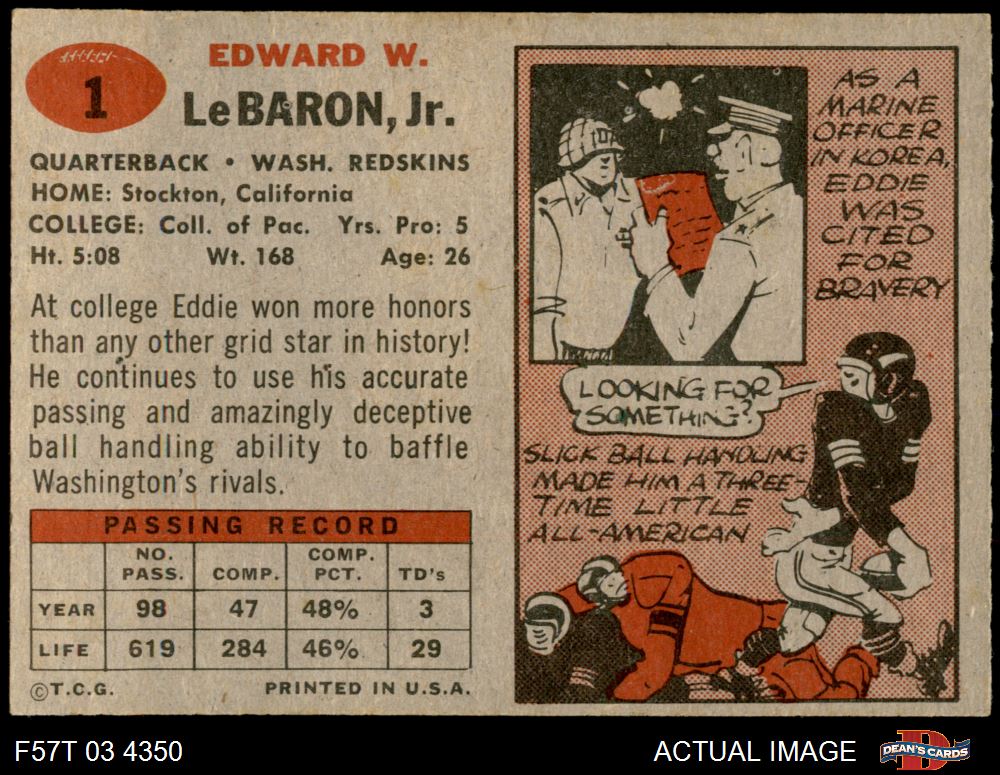 1
EDWARD W.
LeBARON, Jr.
QUARTERBACK • WASH. REDSKINS
HOME: Stockton, California
COLLEGE: Coll. of Pac. Yrs. Pro: 5
Ht. 5:08 Wt. 168 Age: 26
At college Eddie won more honors
than any other grid star in history!
He continues to use his accurate
passing and amazingly deceptive
ball handling ability to baffle
Washington's rivals.
PASSING RECORD
NO. PASS. COMP. COMP. PCT. TD's
YEAR 98 47 48% 3
LIFE 619 284 46% 29
©T.C.G. PRINTED IN U.S.A.
AS A
MARINE
OFFICER
IN KOREA,
EDDIE
WAS
CITED
FOR
BRAVERY
LOOKING FOR
SOMETHING?
SLICK BALL HANDLING
MADE HIM A THREE-
TIME LITTLE
ALL-AMERICAN
F57T 03 4350 ACTUAL IMAGE DEAN'S CARDS